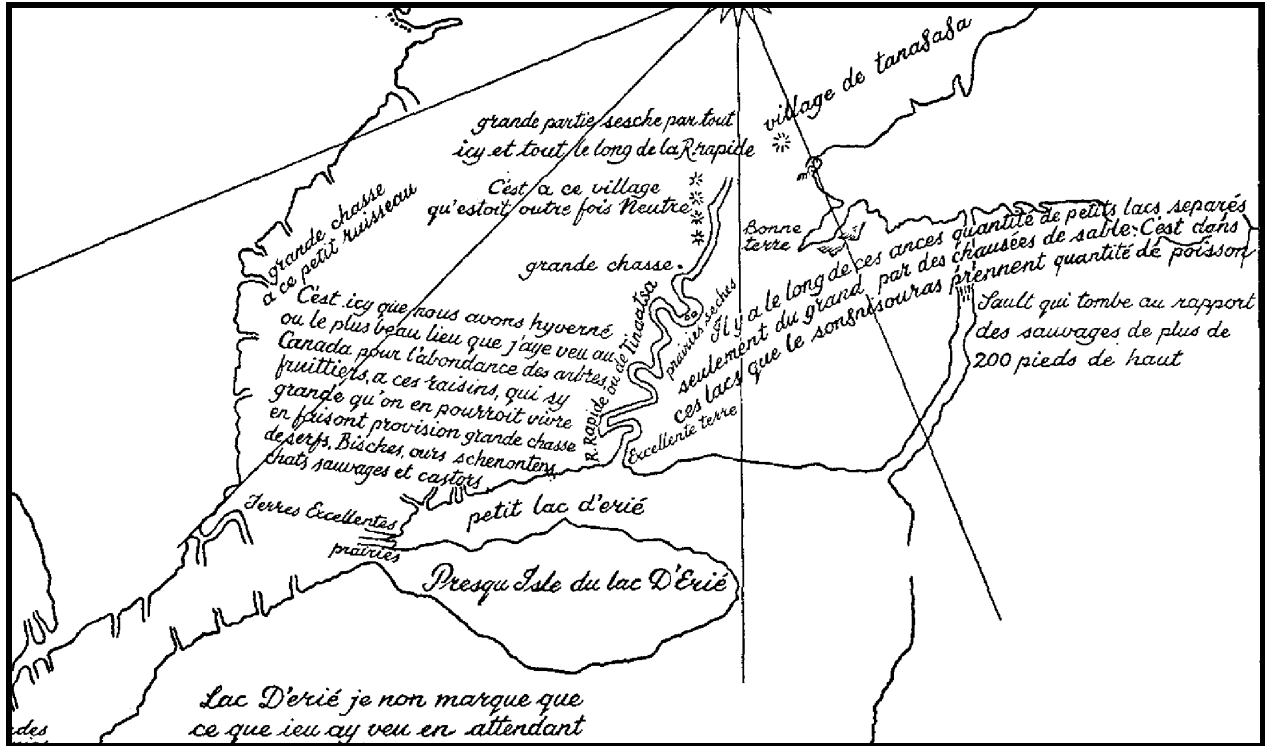 village de tanaȣaȣa
grande partie sesche par tout
icy et tout le long de la R. rapide
C'est a ce village
qu'estoit outre fois Neutre
Bonne
terre
grande chasse
a ce petit ruisseau
grande chasse.
Il y a le long de ces ances quantité de petits lacs separés
seulement du grand par des chausées de sable. C'est dans
ces lacs que le sonȣnisouras prennent quantité de poisson
Sault qui tombe au rapport
des sauvages de plus de
200 pieds de haut
C'est icy que nous avons hyverné
ou le plus beau lieu que j'aye veu au
Canada pour l'abondance des arbres,
fruittiers, a ces raisins, qui sy
grande qu'on en pourroit vivre
en faisont provision grande chasse
de serfs, Bisches, ours schenontens
chats sauvages et castors
R. Rapide ou de Tinaatsa
prairies seches
Excellente terre
Terres Excellentes
prairies
petit lac d'erié
Presqu Isle du lac D'Erié
Lac D'erié je non marque que
ce que ieu ay veu en attendant
des